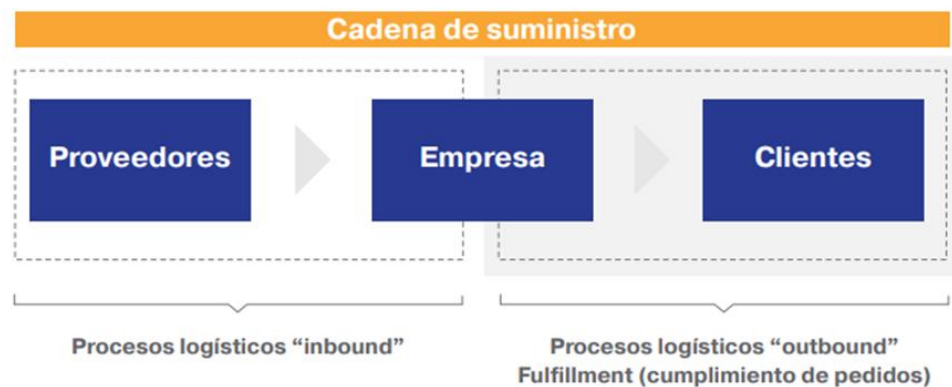 Cadena de suministro
Proveedores
Empresa
Clientes
Procesos logísticos “inbound”
Procesos logísticos “outbound”
Fulfillment (cumplimiento de pedidos)